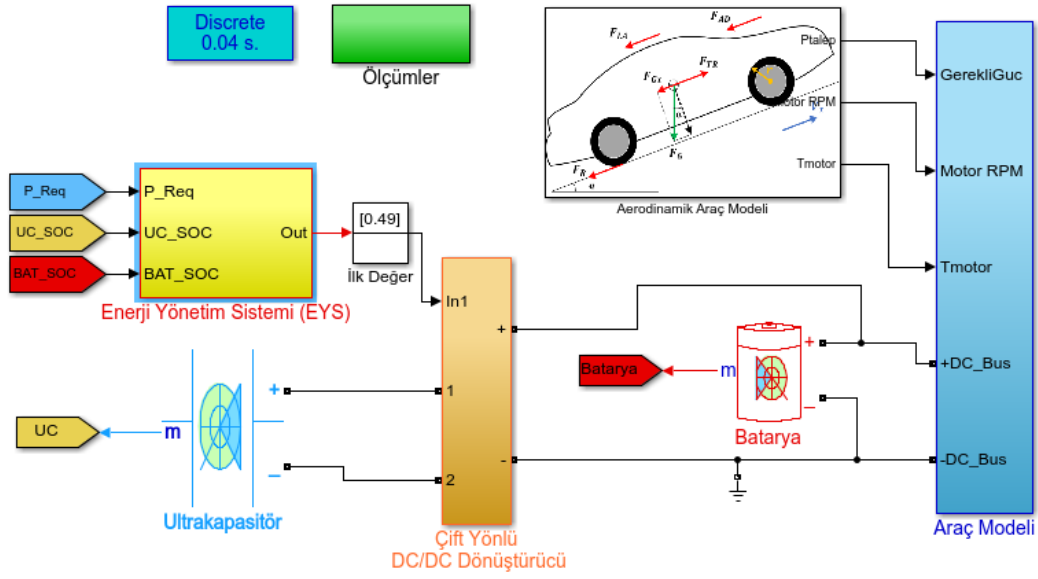 Discrete
0.04 s.
Ölçümler
F_AD
F_LA
F_TR
F_Gx
F_G
F_R
α
Ptalep
Motor RPM
Tmotor
Aerodinamik Araç Modeli
GerekliGuc
Motor RPM
Tmotor
+DC_Bus
-DC_Bus
Araç Modeli
P_Req
UC_SOC
BAT_SOC
P_Req
UC_SOC
BAT_SOC
Out
Enerji Yönetim Sistemi (EYS)
[0.49]
İlk Değer
In1
+
1
2
-
Çift Yönlü
DC/DC Dönüştürücü
Batarya
m
+
−
Batarya
UC
m
+
−
Ultrakapasitör